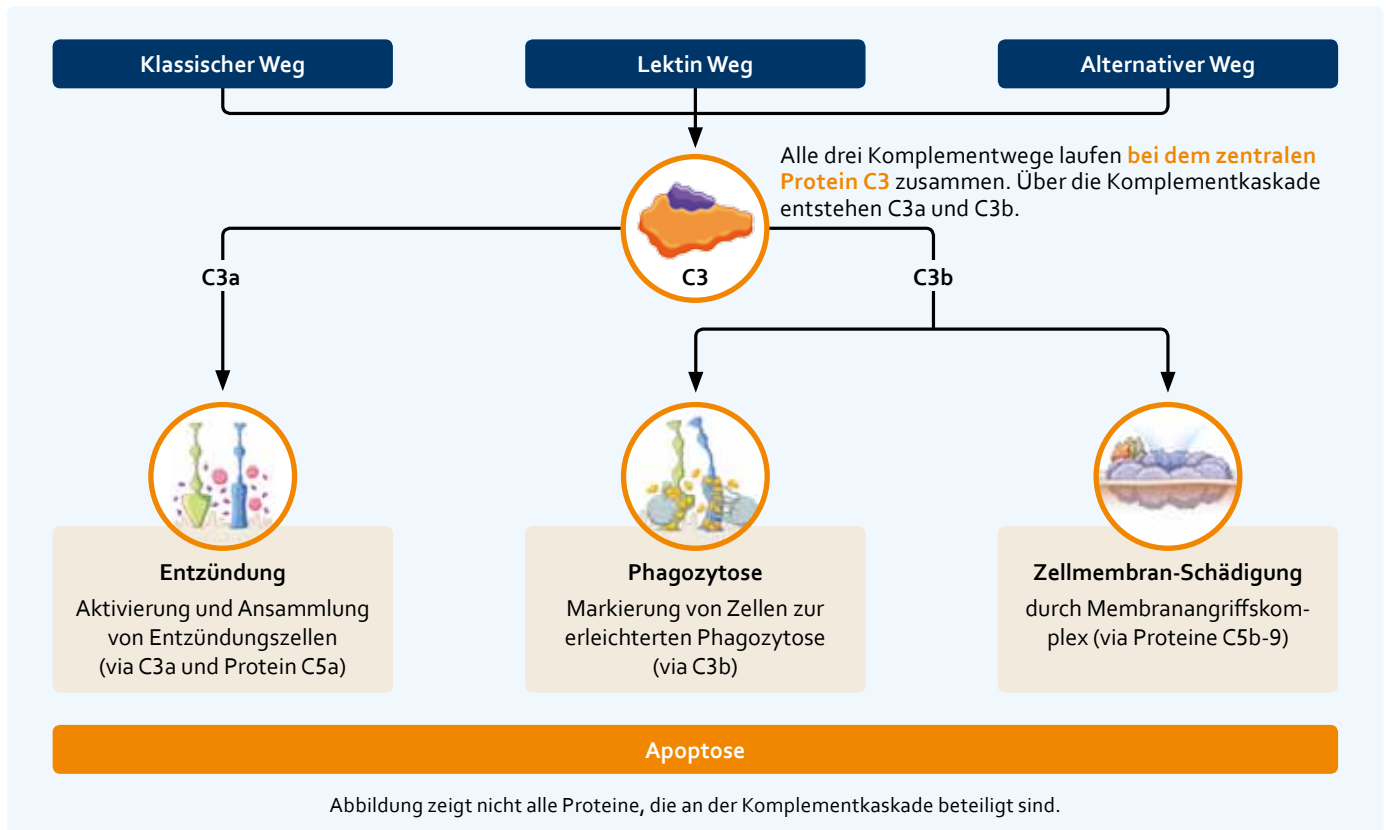 Klassischer Weg
Lektin Weg
Alternativer Weg
Alle drei Komplementwege laufen bei dem zentralen
Protein C3 zusammen. Über die Komplementkaskade
entstehen C3a und C3b.
C3a
C3
C3b
Entzündung
Aktivierung und Ansammlung
von Entzündungszellen
(via C3a und Protein C5a)
Phagozytose
Markierung von Zellen zur
erleichterten Phagozytose
(via C3b)
Zellmembran-Schädigung
durch Membranangriffskom-
plex (via Proteine C5b-9)
Apoptose
Abbildung zeigt nicht alle Proteine, die an der Komplementkaskade beteiligt sind.